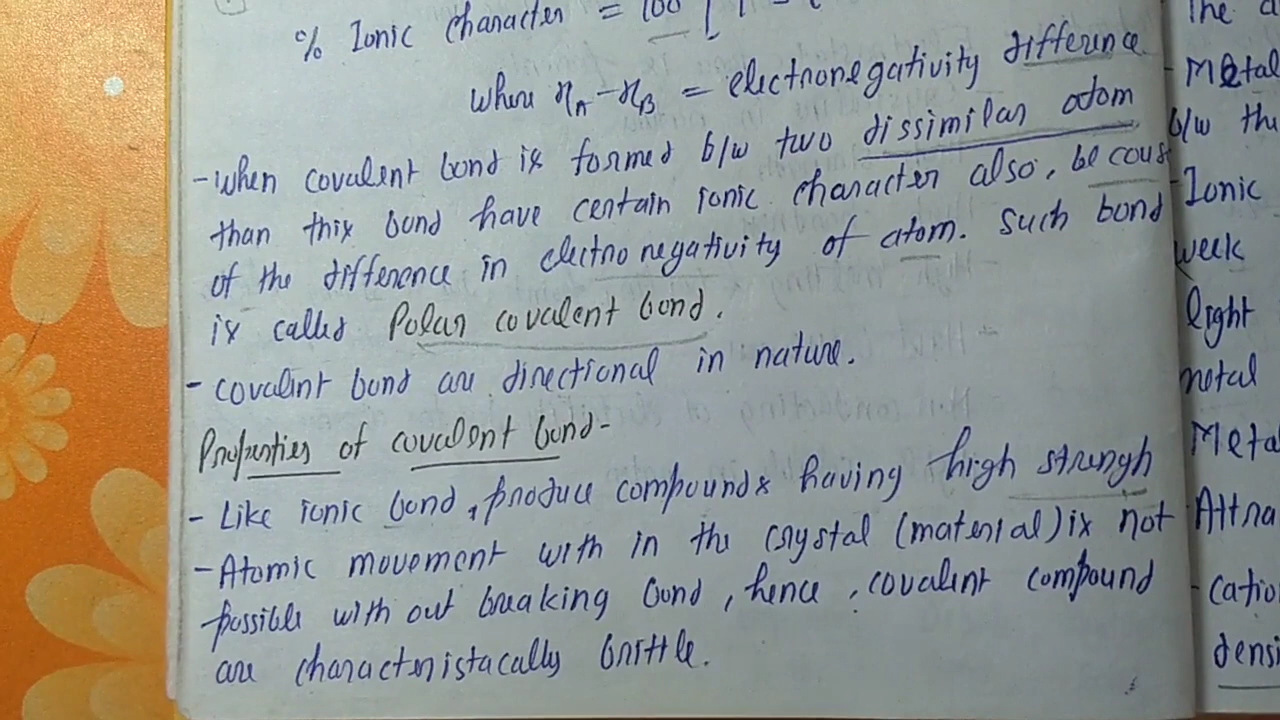 % Ionic character = 100 [ 1 - e
where xA - xB = electronegativity difference
- When covalent bond is formed b/w two dissimilar atom
than this bond have certain ionic character also, becaus
of the difference in electronegativity of atom. Such bond
is called Polar covalent bond.
- covalent bond are directional in nature.
Properties of covalent bond-
- Like ionic bond, produce compounds having high strengh
- Atomic movement with in the crystal (material) is not
possible with out breaking bond, hence, covalent compound
are characteristacally brittle.
The
- Metal
b/w the
- Ionic
week
light
metal
Meta
Attra
- catio
densi